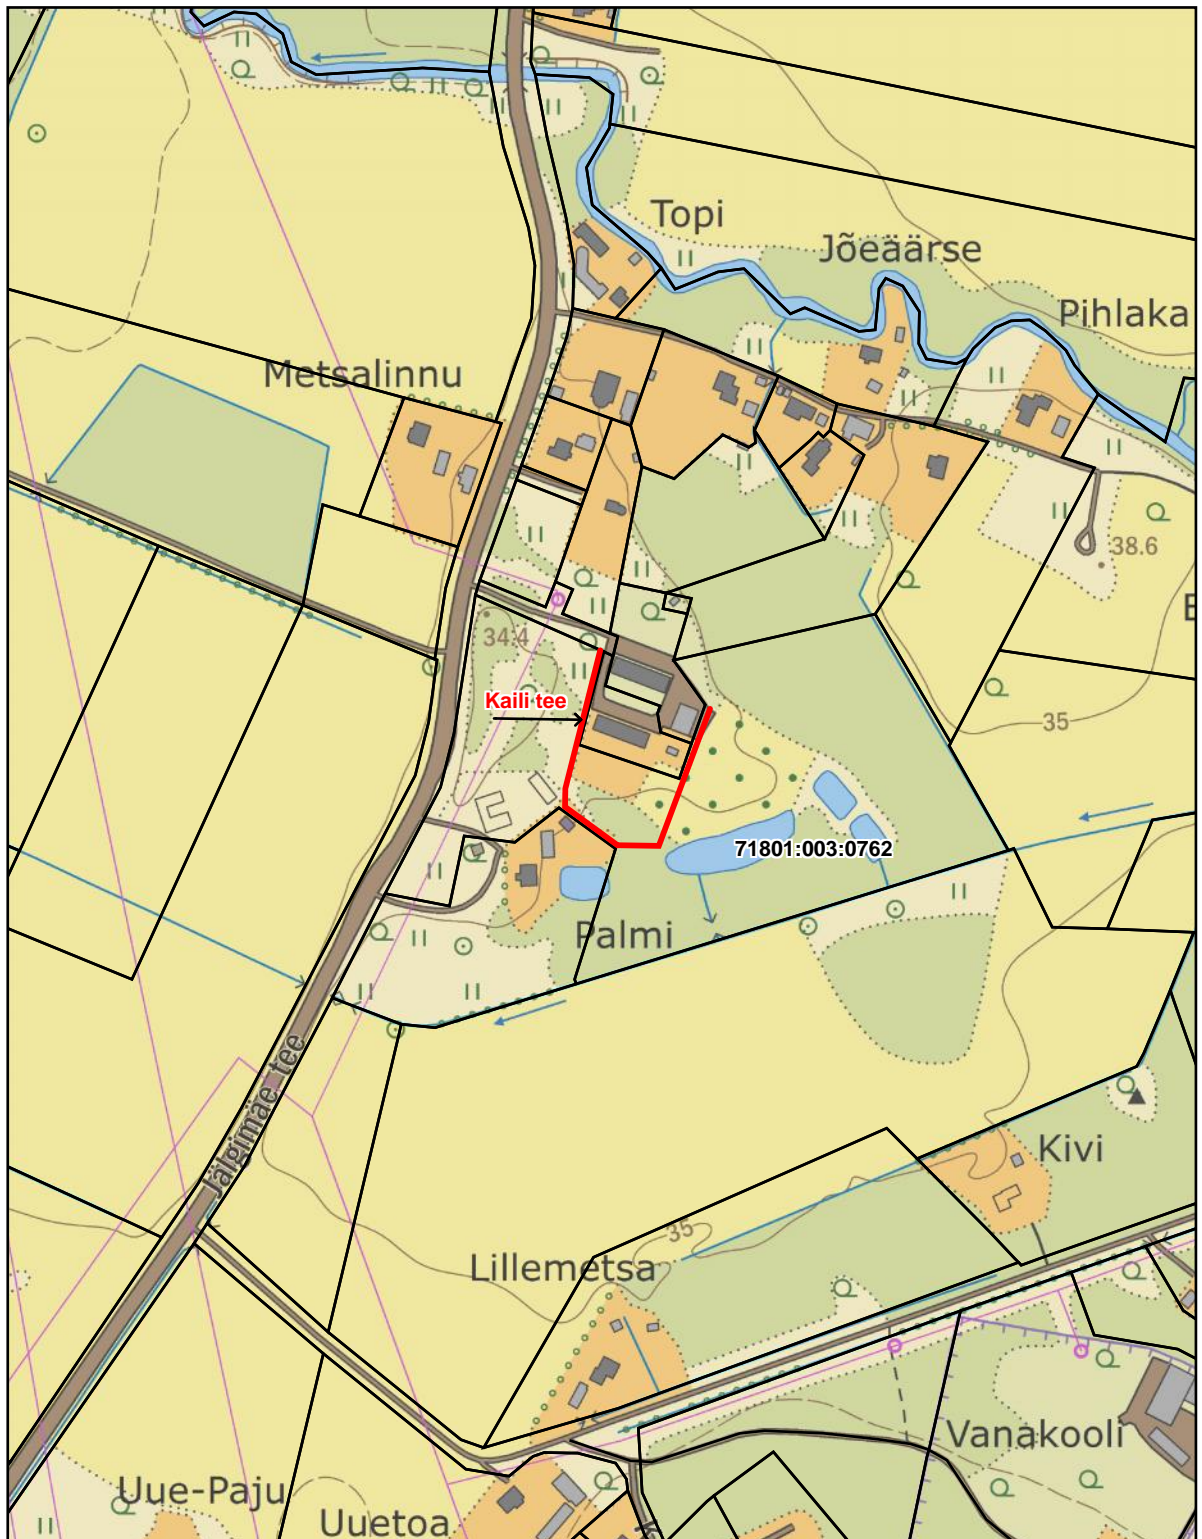 Topi
Jõeäärse
Pihlaka
Metsalinnu
38.6
34.4
Kaili tee
35
71801:003:0762
Palmi
Jälgimäe tee
Kivi
35
Lillemetsa
Vanakooli
Uue-Paju
Uuetoa